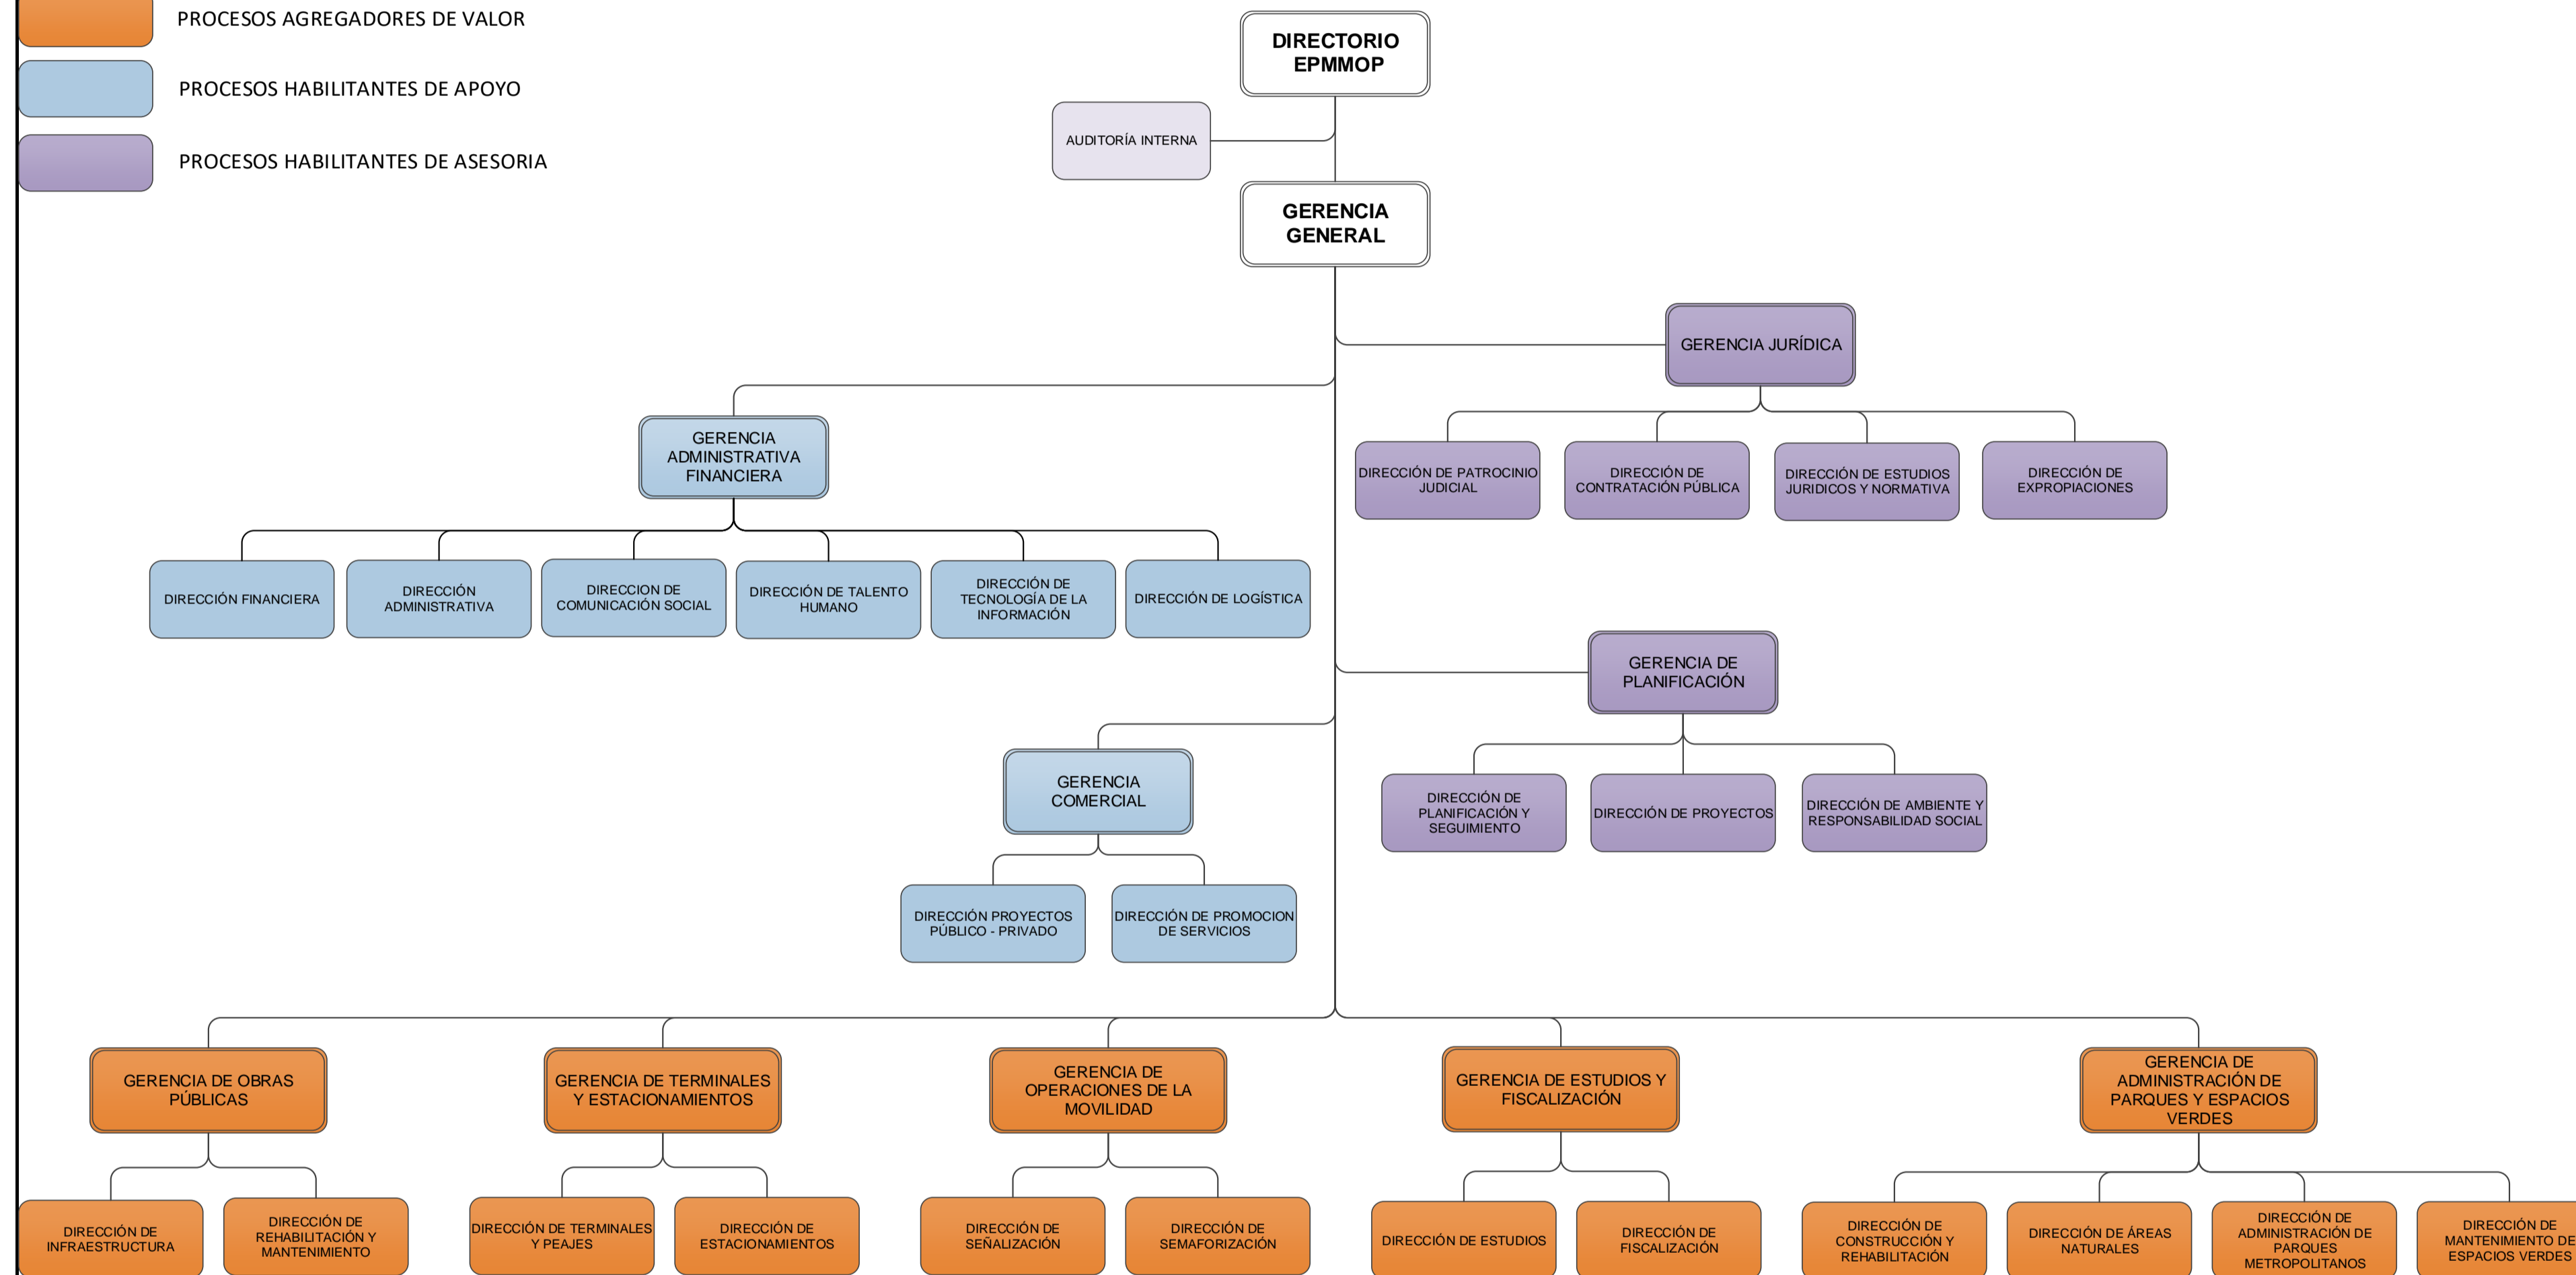 PROCESOS AGREGADORES DE VALOR
PROCESOS HABILITANTES DE APOYO
PROCESOS HABILITANTES DE ASESORIA
DIRECTORIO
EPMMOP
AUDITORÍA INTERNA
GERENCIA
GENERAL
GERENCIA JURÍDICA
DIRECCIÓN DE PATROCINIO
JUDICIAL
DIRECCIÓN DE
CONTRATACIÓN PÚBLICA
DIRECCIÓN DE ESTUDIOS
JURIDICOS Y NORMATIVA
DIRECCIÓN DE
EXPROPIACIONES
GERENCIA
ADMINISTRATIVA
FINANCIERA
DIRECCIÓN FINANCIERA
DIRECCIÓN
ADMINISTRATIVA
DIRECCION DE
COMUNICACIÓN SOCIAL
DIRECCIÓN DE TALENTO
HUMANO
DIRECCIÓN DE
TECNOLOGÍA DE LA
INFORMACIÓN
DIRECCIÓN DE LOGÍSTICA
GERENCIA DE
PLANIFICACIÓN
DIRECCIÓN DE
PLANIFICACIÓN Y
SEGUIMIENTO
DIRECCIÓN DE PROYECTOS
DIRECCIÓN DE AMBIENTE Y
RESPONSABILIDAD SOCIAL
GERENCIA
COMERCIAL
DIRECCIÓN PROYECTOS
PÚBLICO - PRIVADO
DIRECCIÓN DE PROMOCION
DE SERVICIOS
GERENCIA DE OBRAS
PÚBLICAS
GERENCIA DE TERMINALES
Y ESTACIONAMIENTOS
GERENCIA DE
OPERACIONES DE LA
MOVILIDAD
GERENCIA DE ESTUDIOS Y
FISCALIZACIÓN
GERENCIA DE
ADMINISTRACIÓN DE
PARQUES Y ESPACIOS
VERDES
DIRECCIÓN DE
INFRAESTRUCTURA
DIRECCIÓN DE
REHABILITACIÓN Y
MANTENIMIENTO
DIRECCIÓN DE TERMINALES
Y PEAJES
DIRECCIÓN DE
ESTACIONAMIENTOS
DIRECCIÓN DE
SEÑALIZACIÓN
DIRECCIÓN DE
SEMAFORIZACIÓN
DIRECCIÓN DE ESTUDIOS
DIRECCIÓN DE
FISCALIZACIÓN
DIRECCIÓN DE
CONSTRUCCIÓN Y
REHABILITACIÓN
DIRECCIÓN DE ÁREAS
NATURALES
DIRECCIÓN DE
ADMINISTRACIÓN DE
PARQUES
METROPOLITANOS
DIRECCIÓN DE
MANTENIMIENTO DE
ESPACIOS VERDES